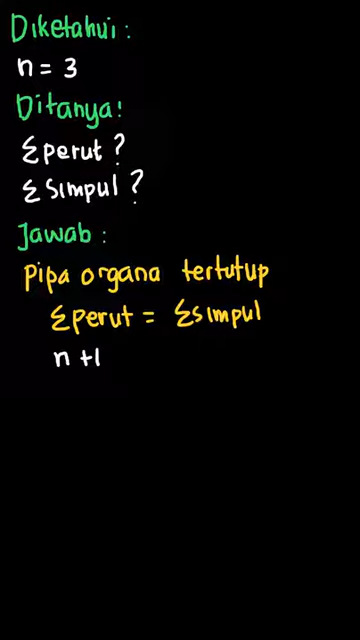 Diketahui:
n = 3
Ditanya!
Σperut?
Σsimpul?
Jawab:
Pipa organa tertutup
Σperut = Σsimpul
n +1